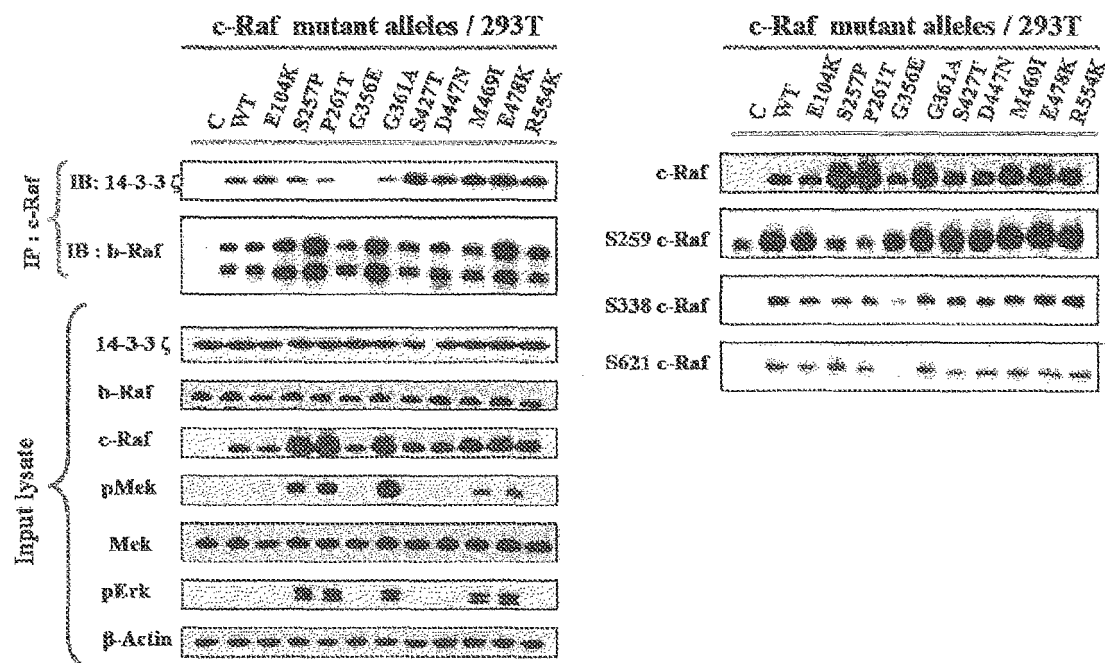 c-Raf mutant alleles / 293T
C WT E104K S257P P261T G356E G361A S427T D447N M469I E478K R554K
IP : c-Raf
IB: 14-3-3 ζ
IB : b-Raf
Input lysate
14-3-3 ζ
b-Raf
c-Raf
pMek
Mek
pErk
β-Actin
c-Raf mutant alleles / 293T
C WT E104K S257P P261T G356E G361A S427T D447N M469I E478K R554K
c-Raf
S259 c-Raf
S338 c-Raf
S621 c-Raf